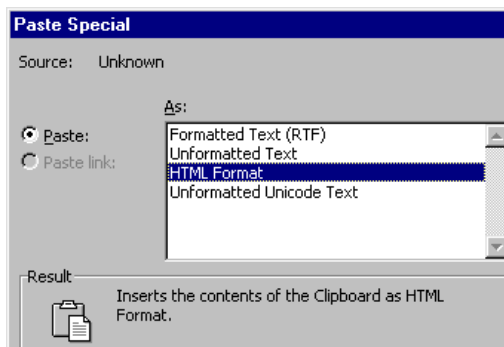 Paste Special
Source: Unknown
As:
Paste:
Paste link:
Formatted Text (RTF)
Unformatted Text
HTML Format
Unformatted Unicode Text
Result
Inserts the contents of the Clipboard as HTML
Format.